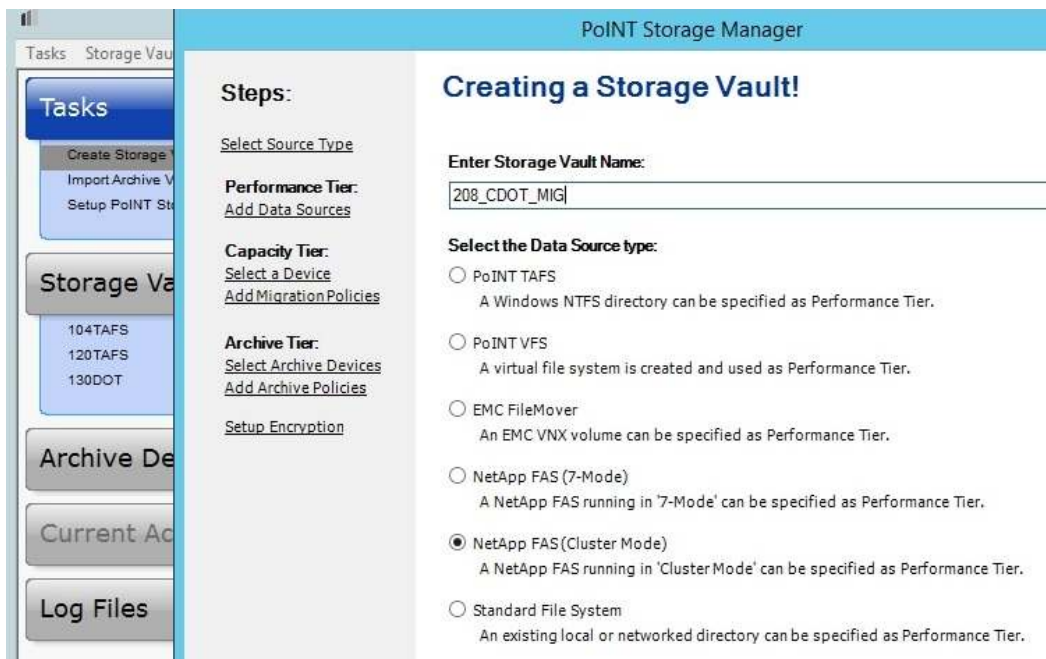 PoINT Storage Manager
Tasks Storage Vau
Tasks
Create Storage
Import Archive V
Setup PoINT Sto
Storage Va
104TAFS
120TAFS
130DOT
Archive De
Current Ac
Log Files
Steps:
Select Source Type
Performance Tier:
Add Data Sources
Capacity Tier:
Select a Device
Add Migration Policies
Archive Tier:
Select Archive Devices
Add Archive Policies
Setup Encryption
Creating a Storage Vault!
Enter Storage Vault Name:
208_CDOT_MIG
Select the Data Source type:
PoINT TAFS
A Windows NTFS directory can be specified as Performance Tier.
PoINT VFS
A virtual file system is created and used as Performance Tier.
EMC FileMover
An EMC VNX volume can be specified as Performance Tier.
NetApp FAS (7-Mode)
A NetApp FAS running in '7-Mode' can be specified as Performance Tier.
NetApp FAS (Cluster Mode)
A NetApp FAS running in 'Cluster Mode' can be specified as Performance Tier.
Standard File System
An existing local or networked directory can be specified as Performance Tier.